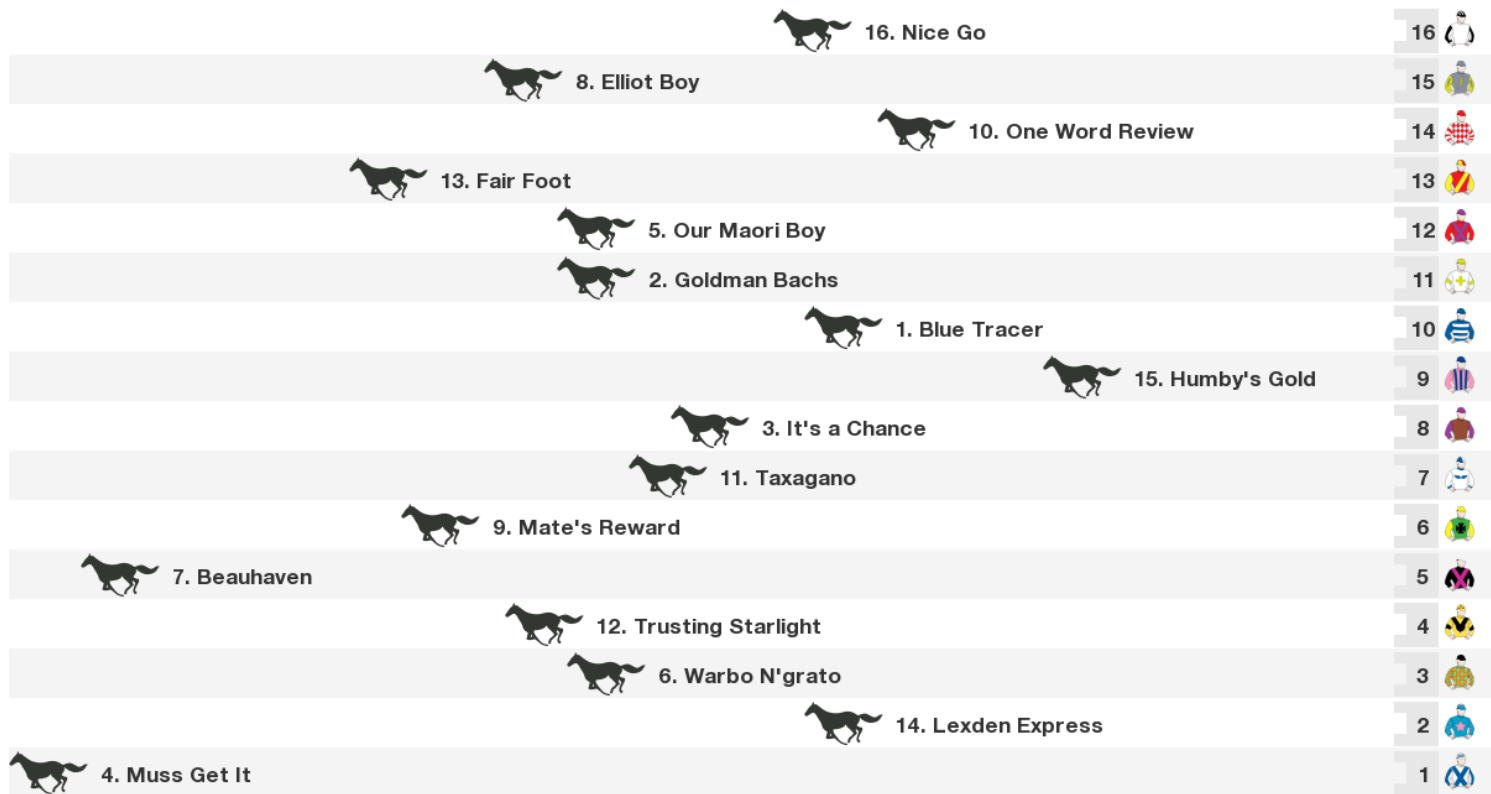 16. Nice Go 16
8. Elliot Boy 15
10. One Word Review 14
13. Fair Foot 13
5. Our Maori Boy 12
2. Goldman Bachs 11
1. Blue Tracer 10
15. Humby's Gold 9
3. It's a Chance 8
11. Taxagano 7
9. Mate's Reward 6
7. Beauhaven 5
12. Trusting Starlight 4
6. Warbo N'grato 3
14. Lexden Express 2
4. Muss Get It 1